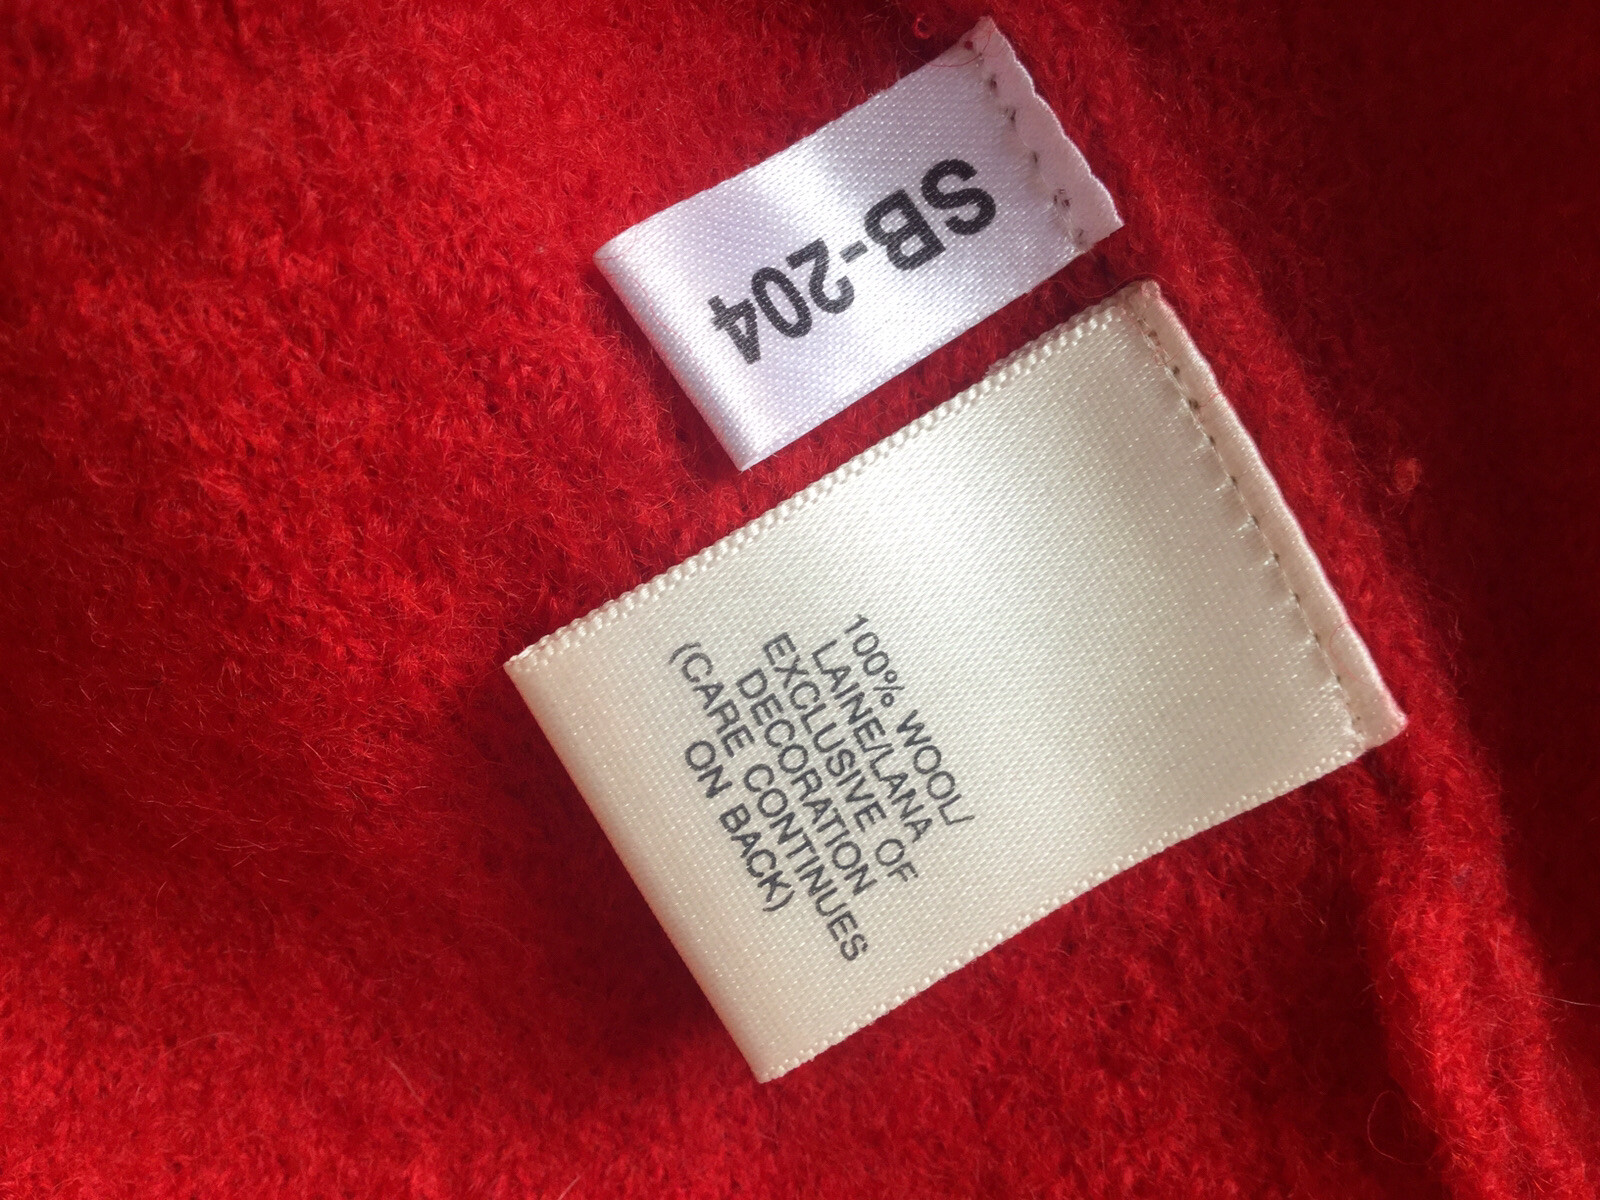 SB-204
100% WOOL/
LAINE/LANA
EXCLUSIVE OF
DECORATION
(CARE CONTINUES
ON BACK)